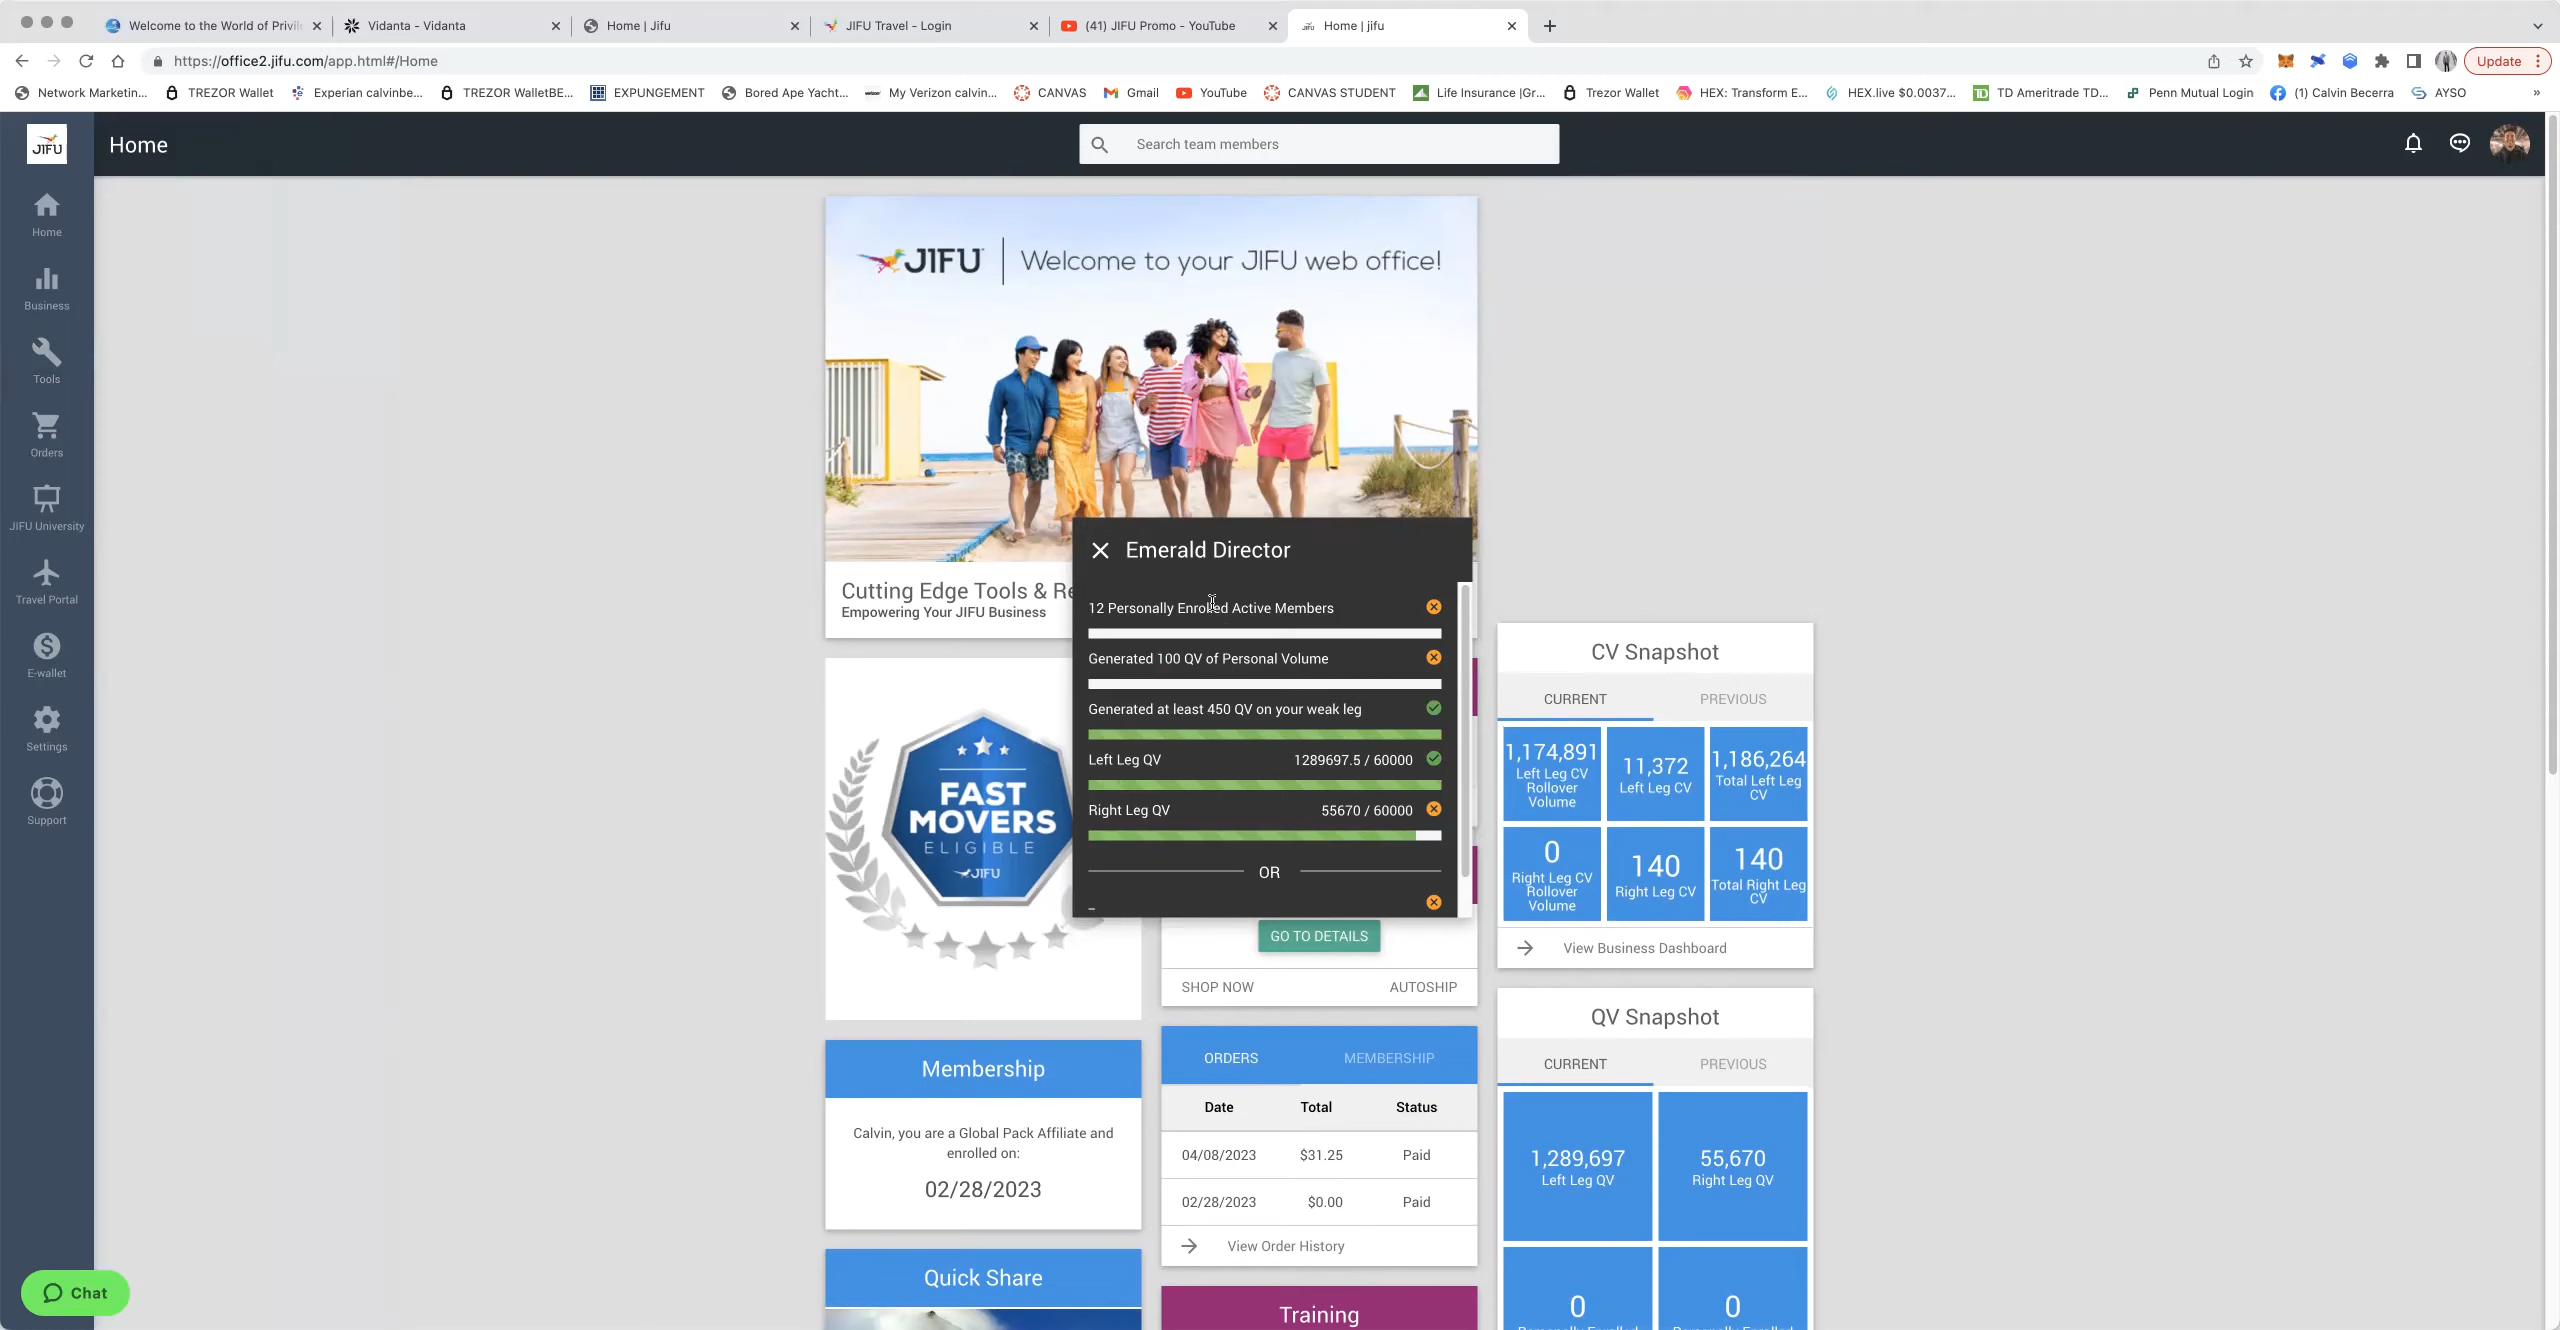 Welcome to the World of Privile
Vidanta - Vidanta
Home | Jifu
JIFU Travel - Login
(41) JIFU Promo - YouTube
Home | jifu
https://office2.jifu.com/app.html#/Home
Update
Network Marketin...
TREZOR Wallet
Experian calvinbe...
TREZOR WalletBE...
EXPUNGEMENT
Bored Ape Yacht...
My Verizon calvin...
CANVAS
Gmail
YouTube
CANVAS STUDENT
Life Insurance |Gr...
Trezor Wallet
HEX: Transform E...
HEX.live $0.0037...
TD Ameritrade TD...
Penn Mutual Login
(1) Calvin Becerra
AYSO
»
JIFU
Home
Search team members
Home
Business
Tools
Orders
JIFU University
Travel Portal
E-wallet
Settings
Support
Chat
JIFU
Welcome to your JIFU web office!
Cutting Edge Tools & Re
Empowering Your JIFU Business
FAST
MOVERS
ELIGIBLE
JIFU
Emerald Director
12 Personally Enrolled Active Members
Generated 100 QV of Personal Volume
Generated at least 450 QV on your weak leg
Left Leg QV 1289697.5 / 60000
Right Leg QV 55670 / 60000
OR
GO TO DETAILS
SHOP NOW AUTOSHIP
CV Snapshot
CURRENT PREVIOUS
1,174,891
Left Leg CV
Rollover
Volume
11,372
Left Leg CV
1,186,264
Total Left Leg
CV
0
Right Leg CV
Rollover
Volume
140
Right Leg CV
140
Total Right Leg
CV
View Business Dashboard
Membership
Calvin, you are a Global Pack Affiliate and
enrolled on:
02/28/2023
ORDERS MEMBERSHIP
Date Total Status
04/08/2023 $31.25 Paid
02/28/2023 $0.00 Paid
View Order History
QV Snapshot
CURRENT PREVIOUS
1,289,697
Left Leg QV
55,670
Right Leg QV
0
0
Quick Share
Training